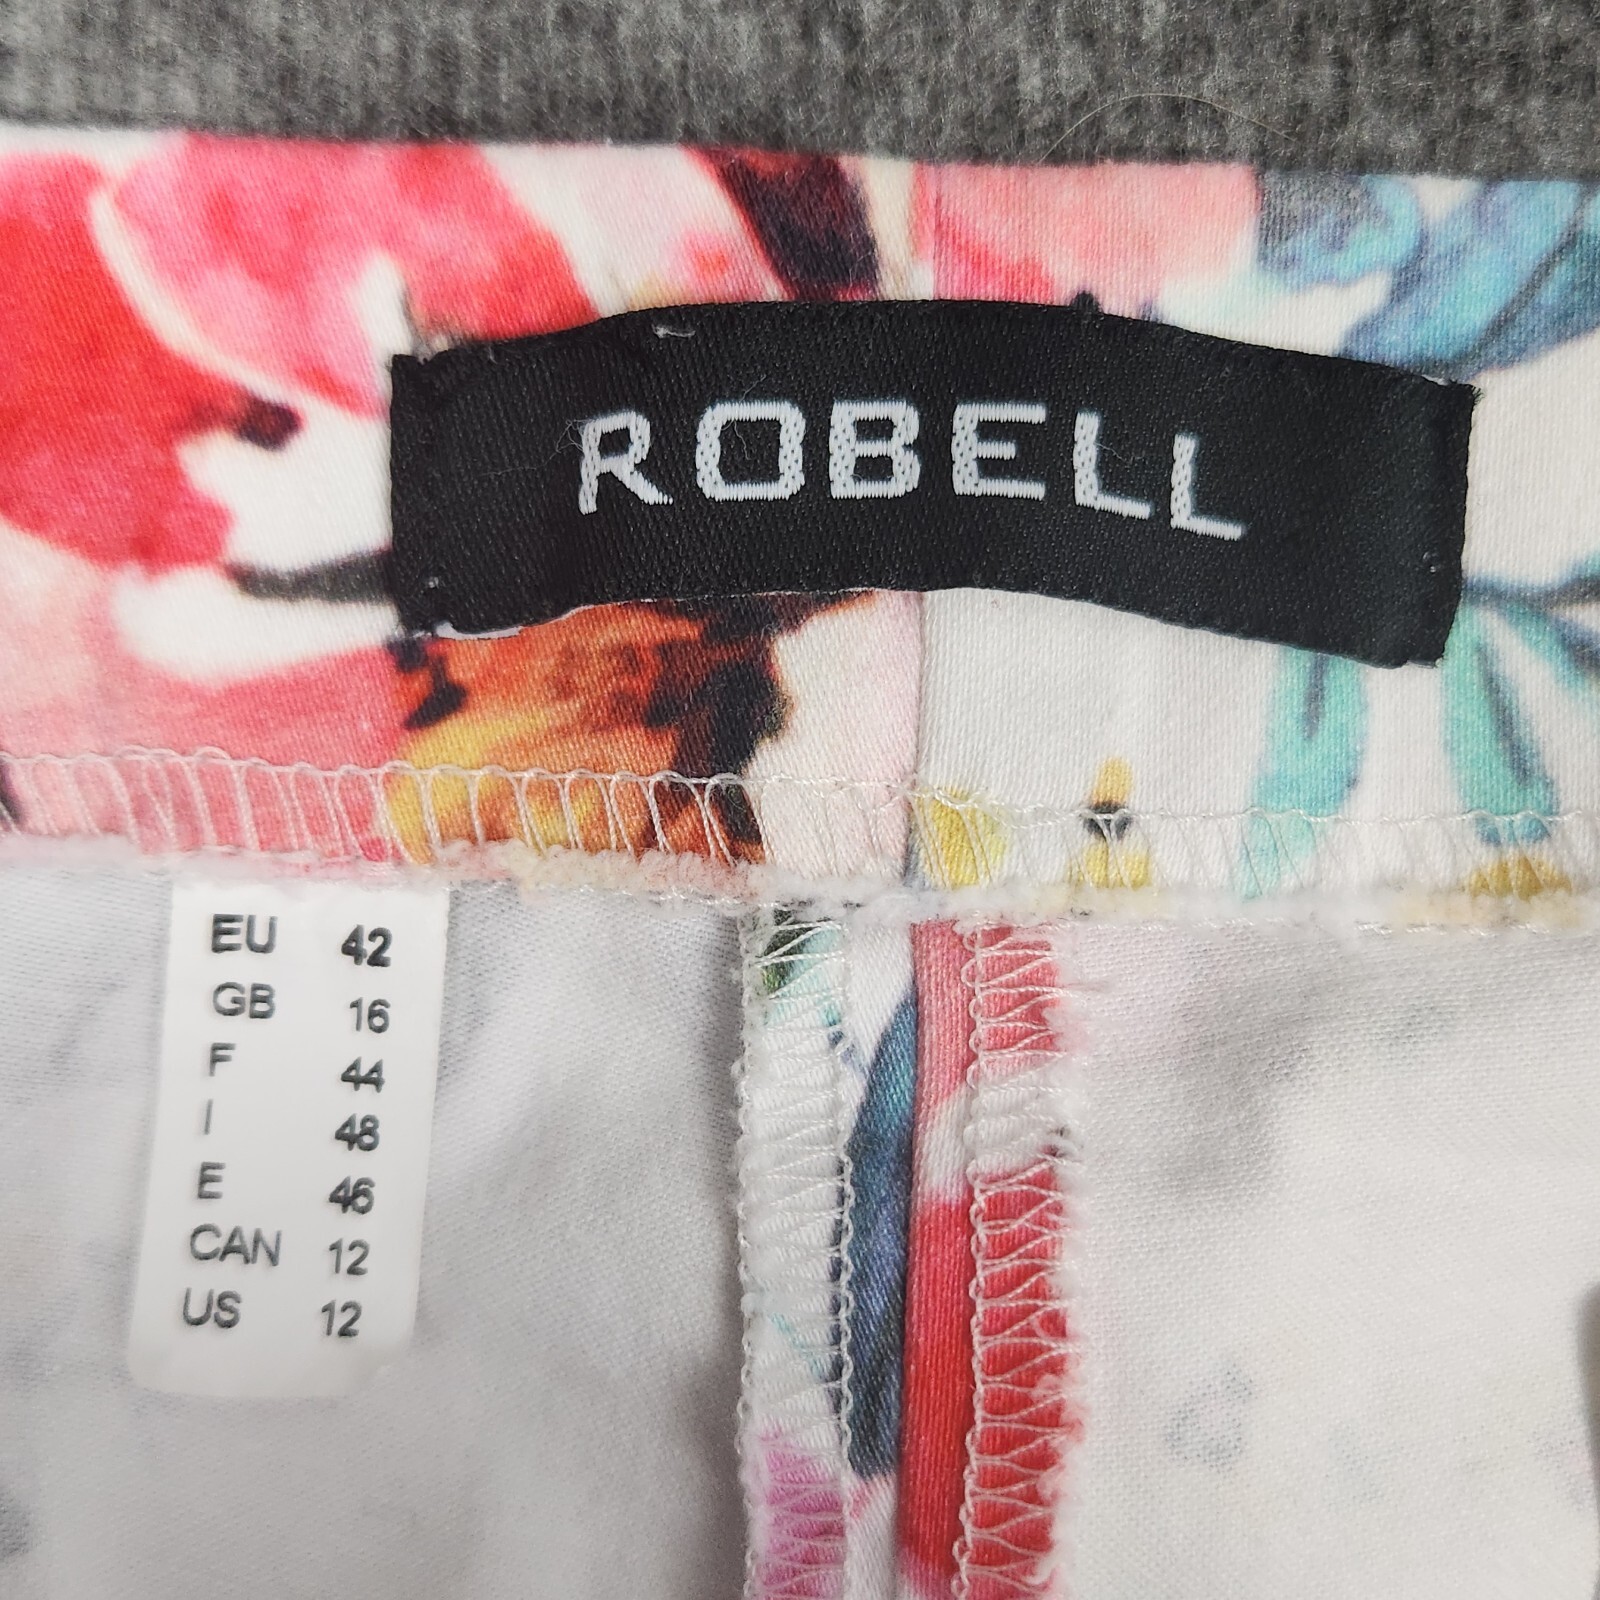 ROBELL
EU 42
GB 16
F 44
I 48
E 46
CAN 12
US 12